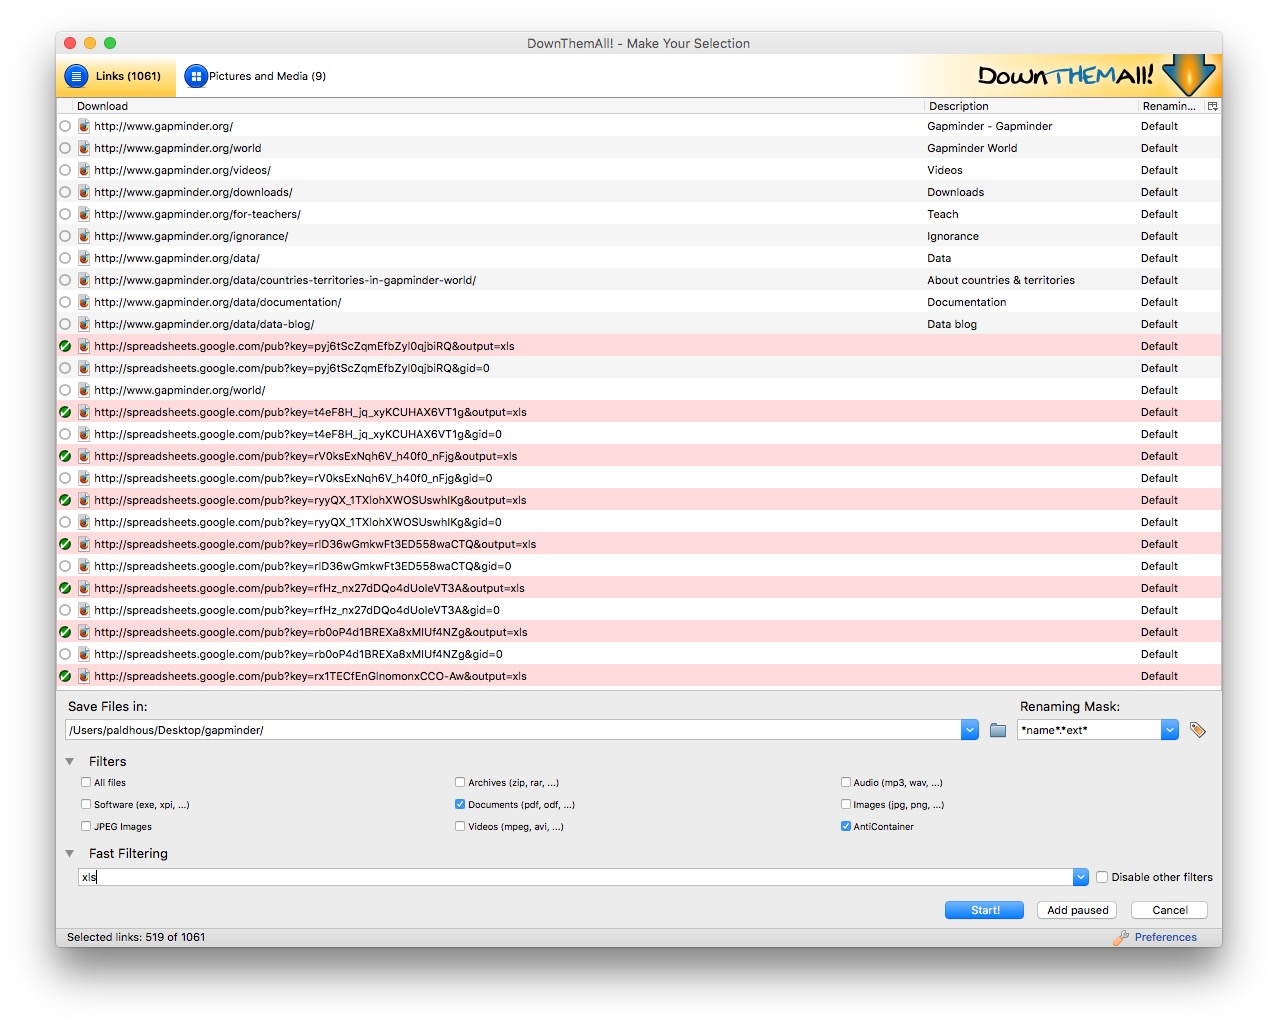 DownThemAll! - Make Your Selection
Links (1061) Pictures and Media (9) DownTHEMAll!
Download Description Renamin...
http://www.gapminder.org/ Gapminder - Gapminder Default
http://www.gapminder.org/world Gapminder World Default
http://www.gapminder.org/videos/ Videos Default
http://www.gapminder.org/downloads/ Downloads Default
http://www.gapminder.org/for-teachers/ Teach Default
http://www.gapminder.org/ignorance/ Ignorance Default
http://www.gapminder.org/data/ Data Default
http://www.gapminder.org/data/countries-territories-in-gapminder-world/ About countries & territories Default
http://www.gapminder.org/data/documentation/ Documentation Default
http://www.gapminder.org/data/data-blog/ Data blog Default
http://spreadsheets.google.com/pub?key=pyj6tScZqmEfbZyl0qjbiRQ&output=xls Default
http://spreadsheets.google.com/pub?key=pyj6tScZqmEfbZyl0qjbiRQ&gid=0 Default
http://www.gapminder.org/world/ Default
http://spreadsheets.google.com/pub?key=t4eF8H_jq_xyKCUHAX6VT1g&output=xls Default
http://spreadsheets.google.com/pub?key=t4eF8H_jq_xyKCUHAX6VT1g&gid=0 Default
http://spreadsheets.google.com/pub?key=rV0ksExNqh6V_h40f0_nFjg&output=xls Default
http://spreadsheets.google.com/pub?key=rV0ksExNqh6V_h40f0_nFjg&gid=0 Default
http://spreadsheets.google.com/pub?key=ryyQX_1TXlohXWOSUswhIKg&output=xls Default
http://spreadsheets.google.com/pub?key=ryyQX_1TXlohXWOSUswhIKg&gid=0 Default
http://spreadsheets.google.com/pub?key=rlD36wGmkwFt3ED558waCTQ&output=xls Default
http://spreadsheets.google.com/pub?key=rlD36wGmkwFt3ED558waCTQ&gid=0 Default
http://spreadsheets.google.com/pub?key=rfHz_nx27dDQo4dUoIeVT3A&output=xls Default
http://spreadsheets.google.com/pub?key=rfHz_nx27dDQo4dUoIeVT3A&gid=0 Default
http://spreadsheets.google.com/pub?key=rb0oP4d1BREXa8xMIUf4NZg&output=xls Default
http://spreadsheets.google.com/pub?key=rb0oP4d1BREXa8xMIUf4NZg&gid=0 Default
http://spreadsheets.google.com/pub?key=rx1TECfEnGlnomonxCCO-Aw&output=xls Default
Save Files in: Renaming Mask:
/Users/paldhous/Desktop/gapminder/ *name*.*ext*
Filters
All files Archives (zip, rar, ...) Audio (mp3, wav, ...)
Software (exe, xpi, ...) Documents (pdf, odf, ...) Images (jpg, png, ...)
JPEG Images Videos (mpeg, avi, ...) AntiContainer
Fast Filtering
xls Disable other filters
Start! Add paused Cancel
Selected links: 519 of 1061 Preferences